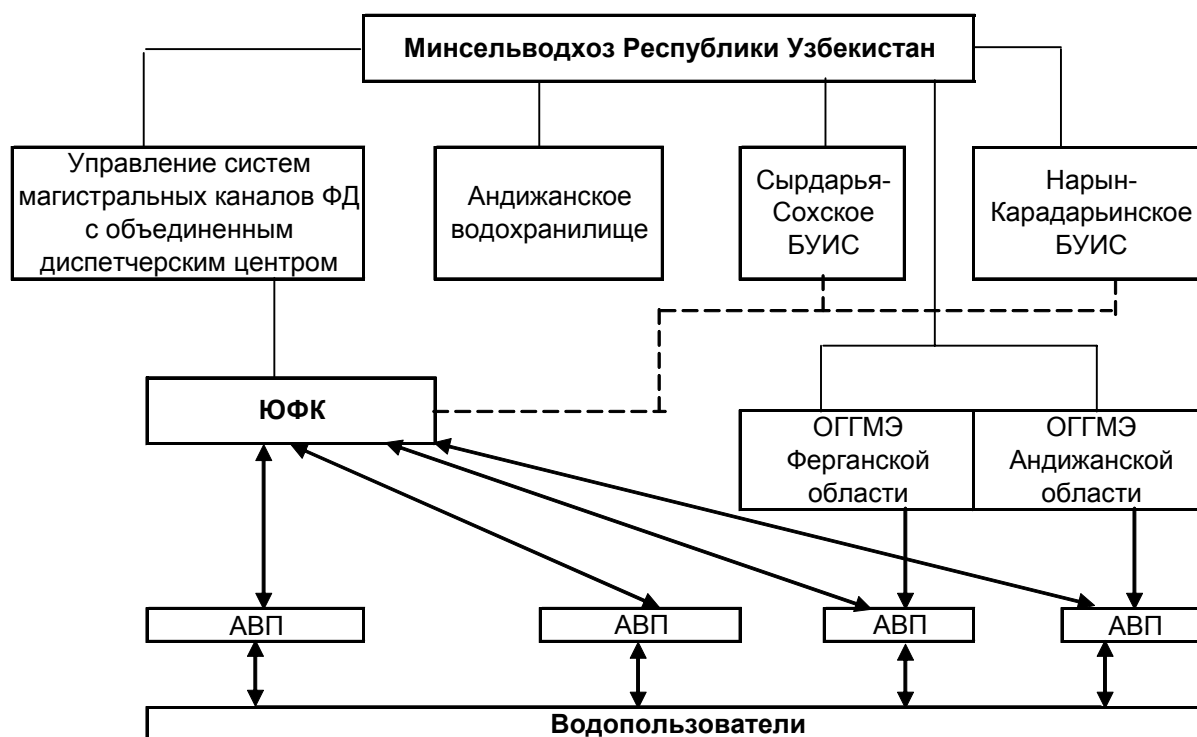 Минсельводхоз Республики Узбекистан
Управление систем
магистральных каналов ФД
с объединенным
диспетчерским центром
Андижанское
водохранилище
Сырдарья-
Сохское
БУИС
Нарын-
Карадарьинское
БУИС
ЮФК
ОГГМЭ
Ферганской
области
ОГГМЭ
Андижанской
области
АВП
АВП
АВП
АВП
Водопользователи